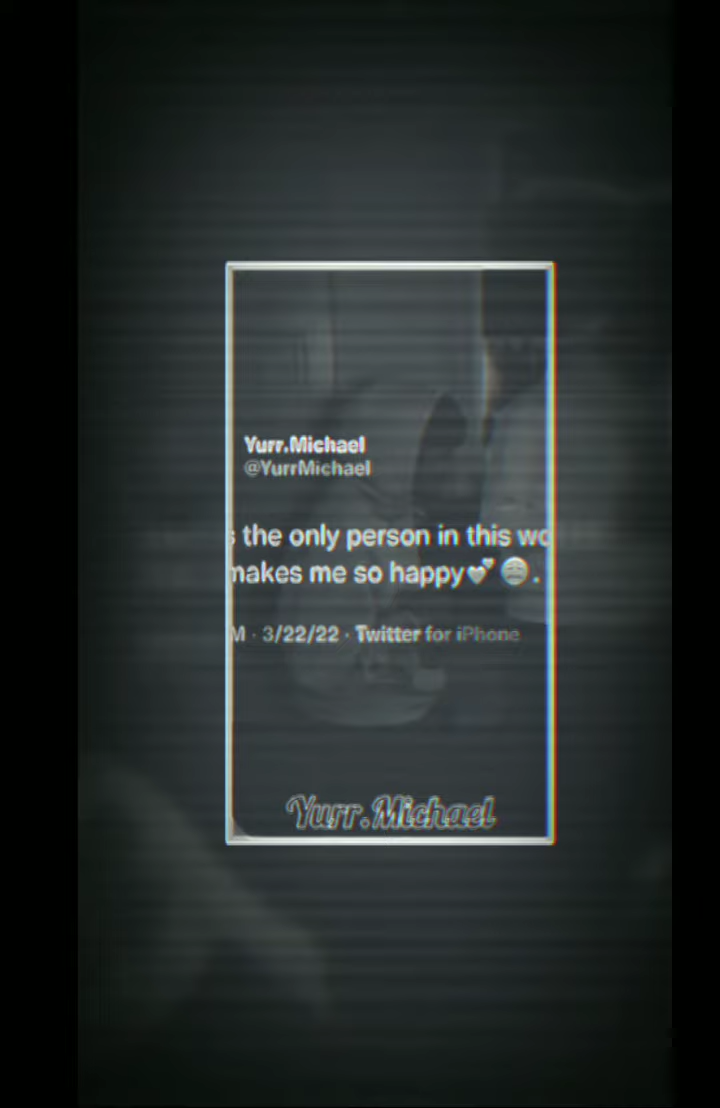 Yurr.Michael
@YurrMichael
the only person in this
makes me so happy💕😩.
M · 3/22/22 · Twitter for iPhone
Yurr.Michael